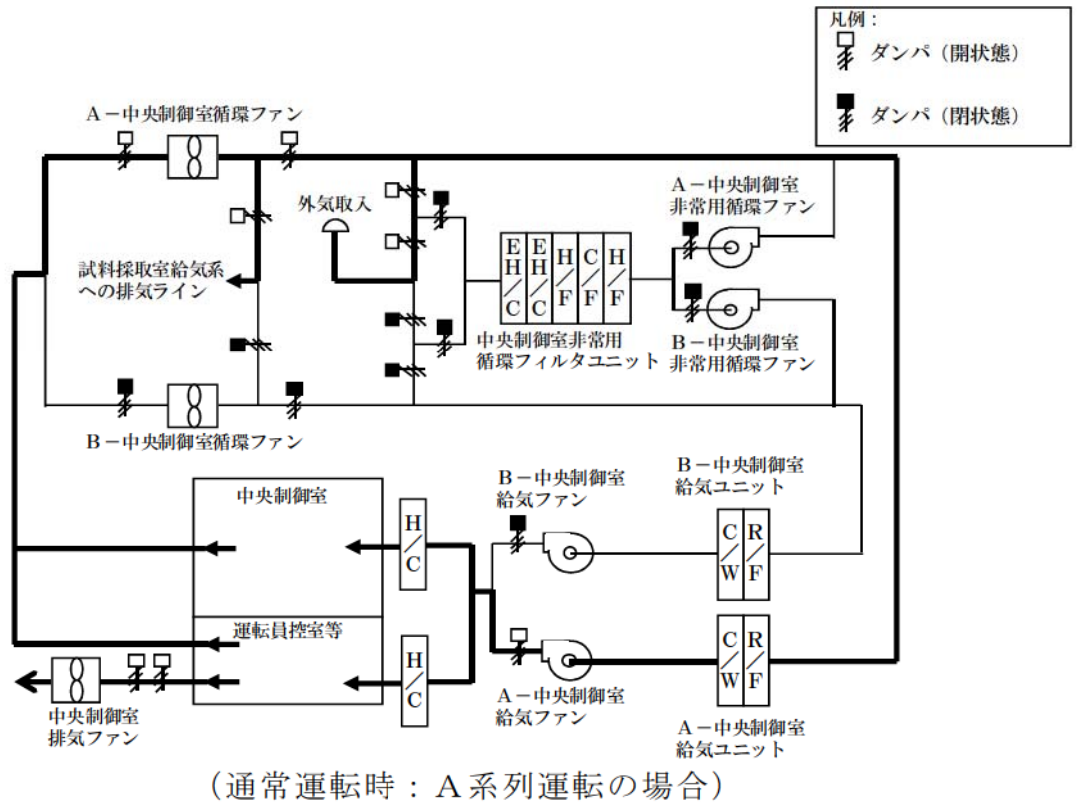 凡例：
ダンパ（開状態）
ダンパ（閉状態）
A－中央制御室循環ファン
外気取入
A－中央制御室
非常用循環ファン
試料採取室給気系
への排気ライン
E
H
／
C
E
H
／
C
H
／
F
C
／
F
H
／
F
中央制御室非常用
循環フィルタユニット
B－中央制御室
非常用循環ファン
B－中央制御室循環ファン
中央制御室
H
／
C
B－中央制御室
給気ファン
B－中央制御室
給気ユニット
C
／
W
R
／
F
運転員控室等
H
／
C
C
／
W
R
／
F
中央制御室
排気ファン
A－中央制御室
給気ファン
A－中央制御室
給気ユニット
（通常運転時：A系列運転の場合）